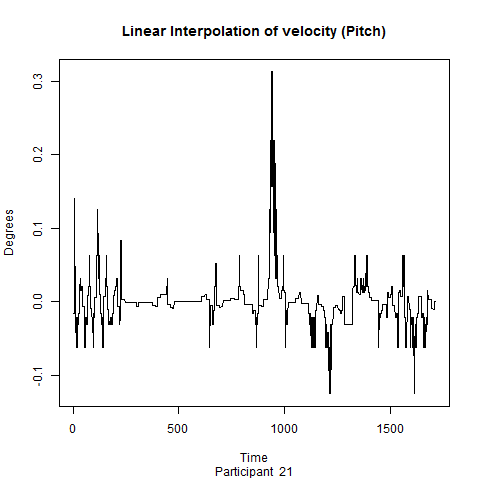 Linear Interpolation of velocity (Pitch)
Degrees
0.3
0.2
0.1
0.0
-0.1
0 500 1000 1500
Time
Participant 21